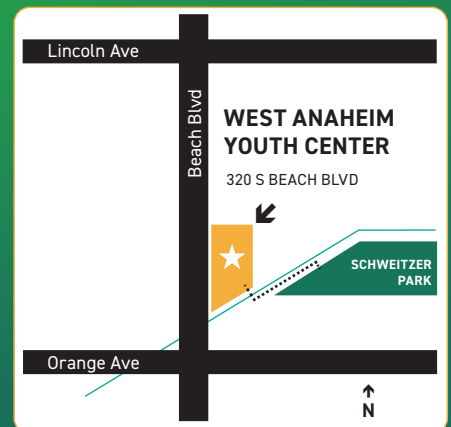 Lincoln Ave
Beach Blvd
WEST ANAHEIM
YOUTH CENTER
320 S BEACH BLVD
SCHWEITZER
PARK
Orange Ave
N